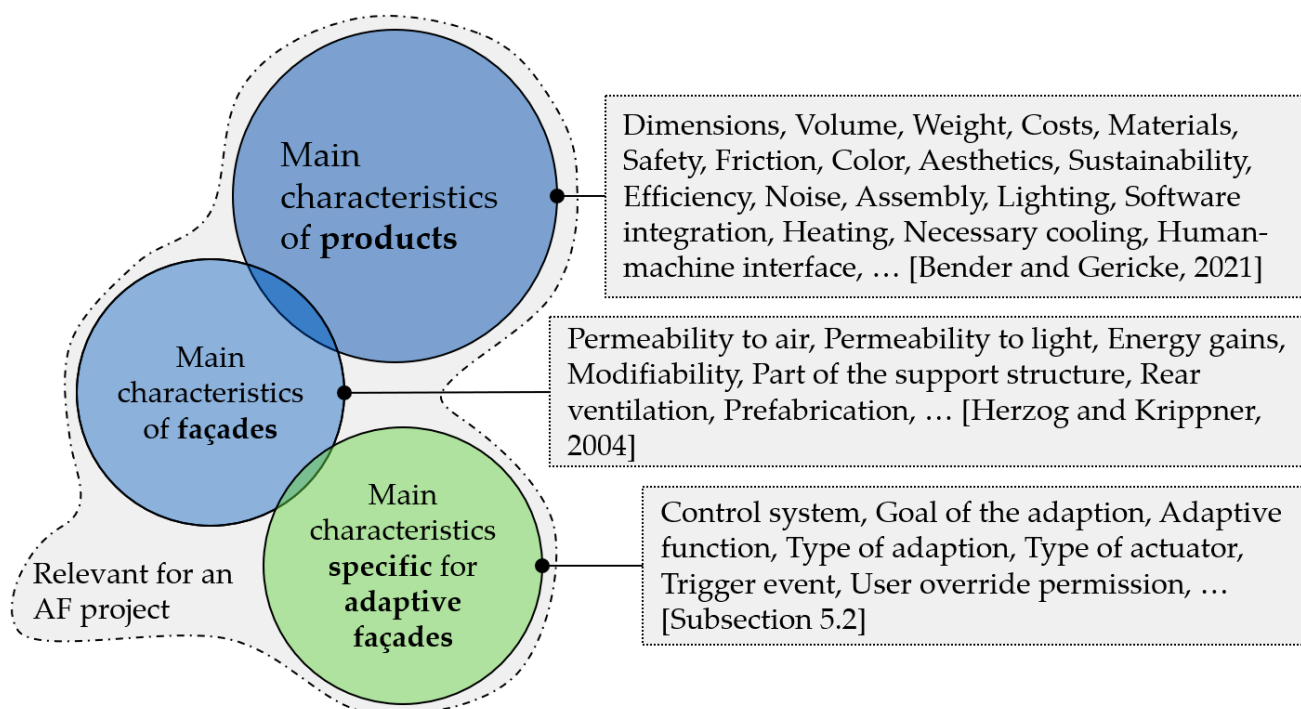 Main
characteristics
of products
Dimensions, Volume, Weight, Costs, Materials,
Safety, Friction, Color, Aesthetics, Sustainability,
Efficiency, Noise, Assembly, Lighting, Software
integration, Heating, Necessary cooling, Human-
machine interface, … [Bender and Gericke, 2021]
Main
characteristics
of façades
Permeability to air, Permeability to light, Energy gains,
Modifiability, Part of the support structure, Rear
ventilation, Prefabrication, … [Herzog and Krippner,
2004]
Main
characteristics
specific for
adaptive
façades
Control system, Goal of the adaption, Adaptive
function, Type of adaption, Type of actuator,
Trigger event, User override permission, …
[Subsection 5.2]
Relevant for an
AF project